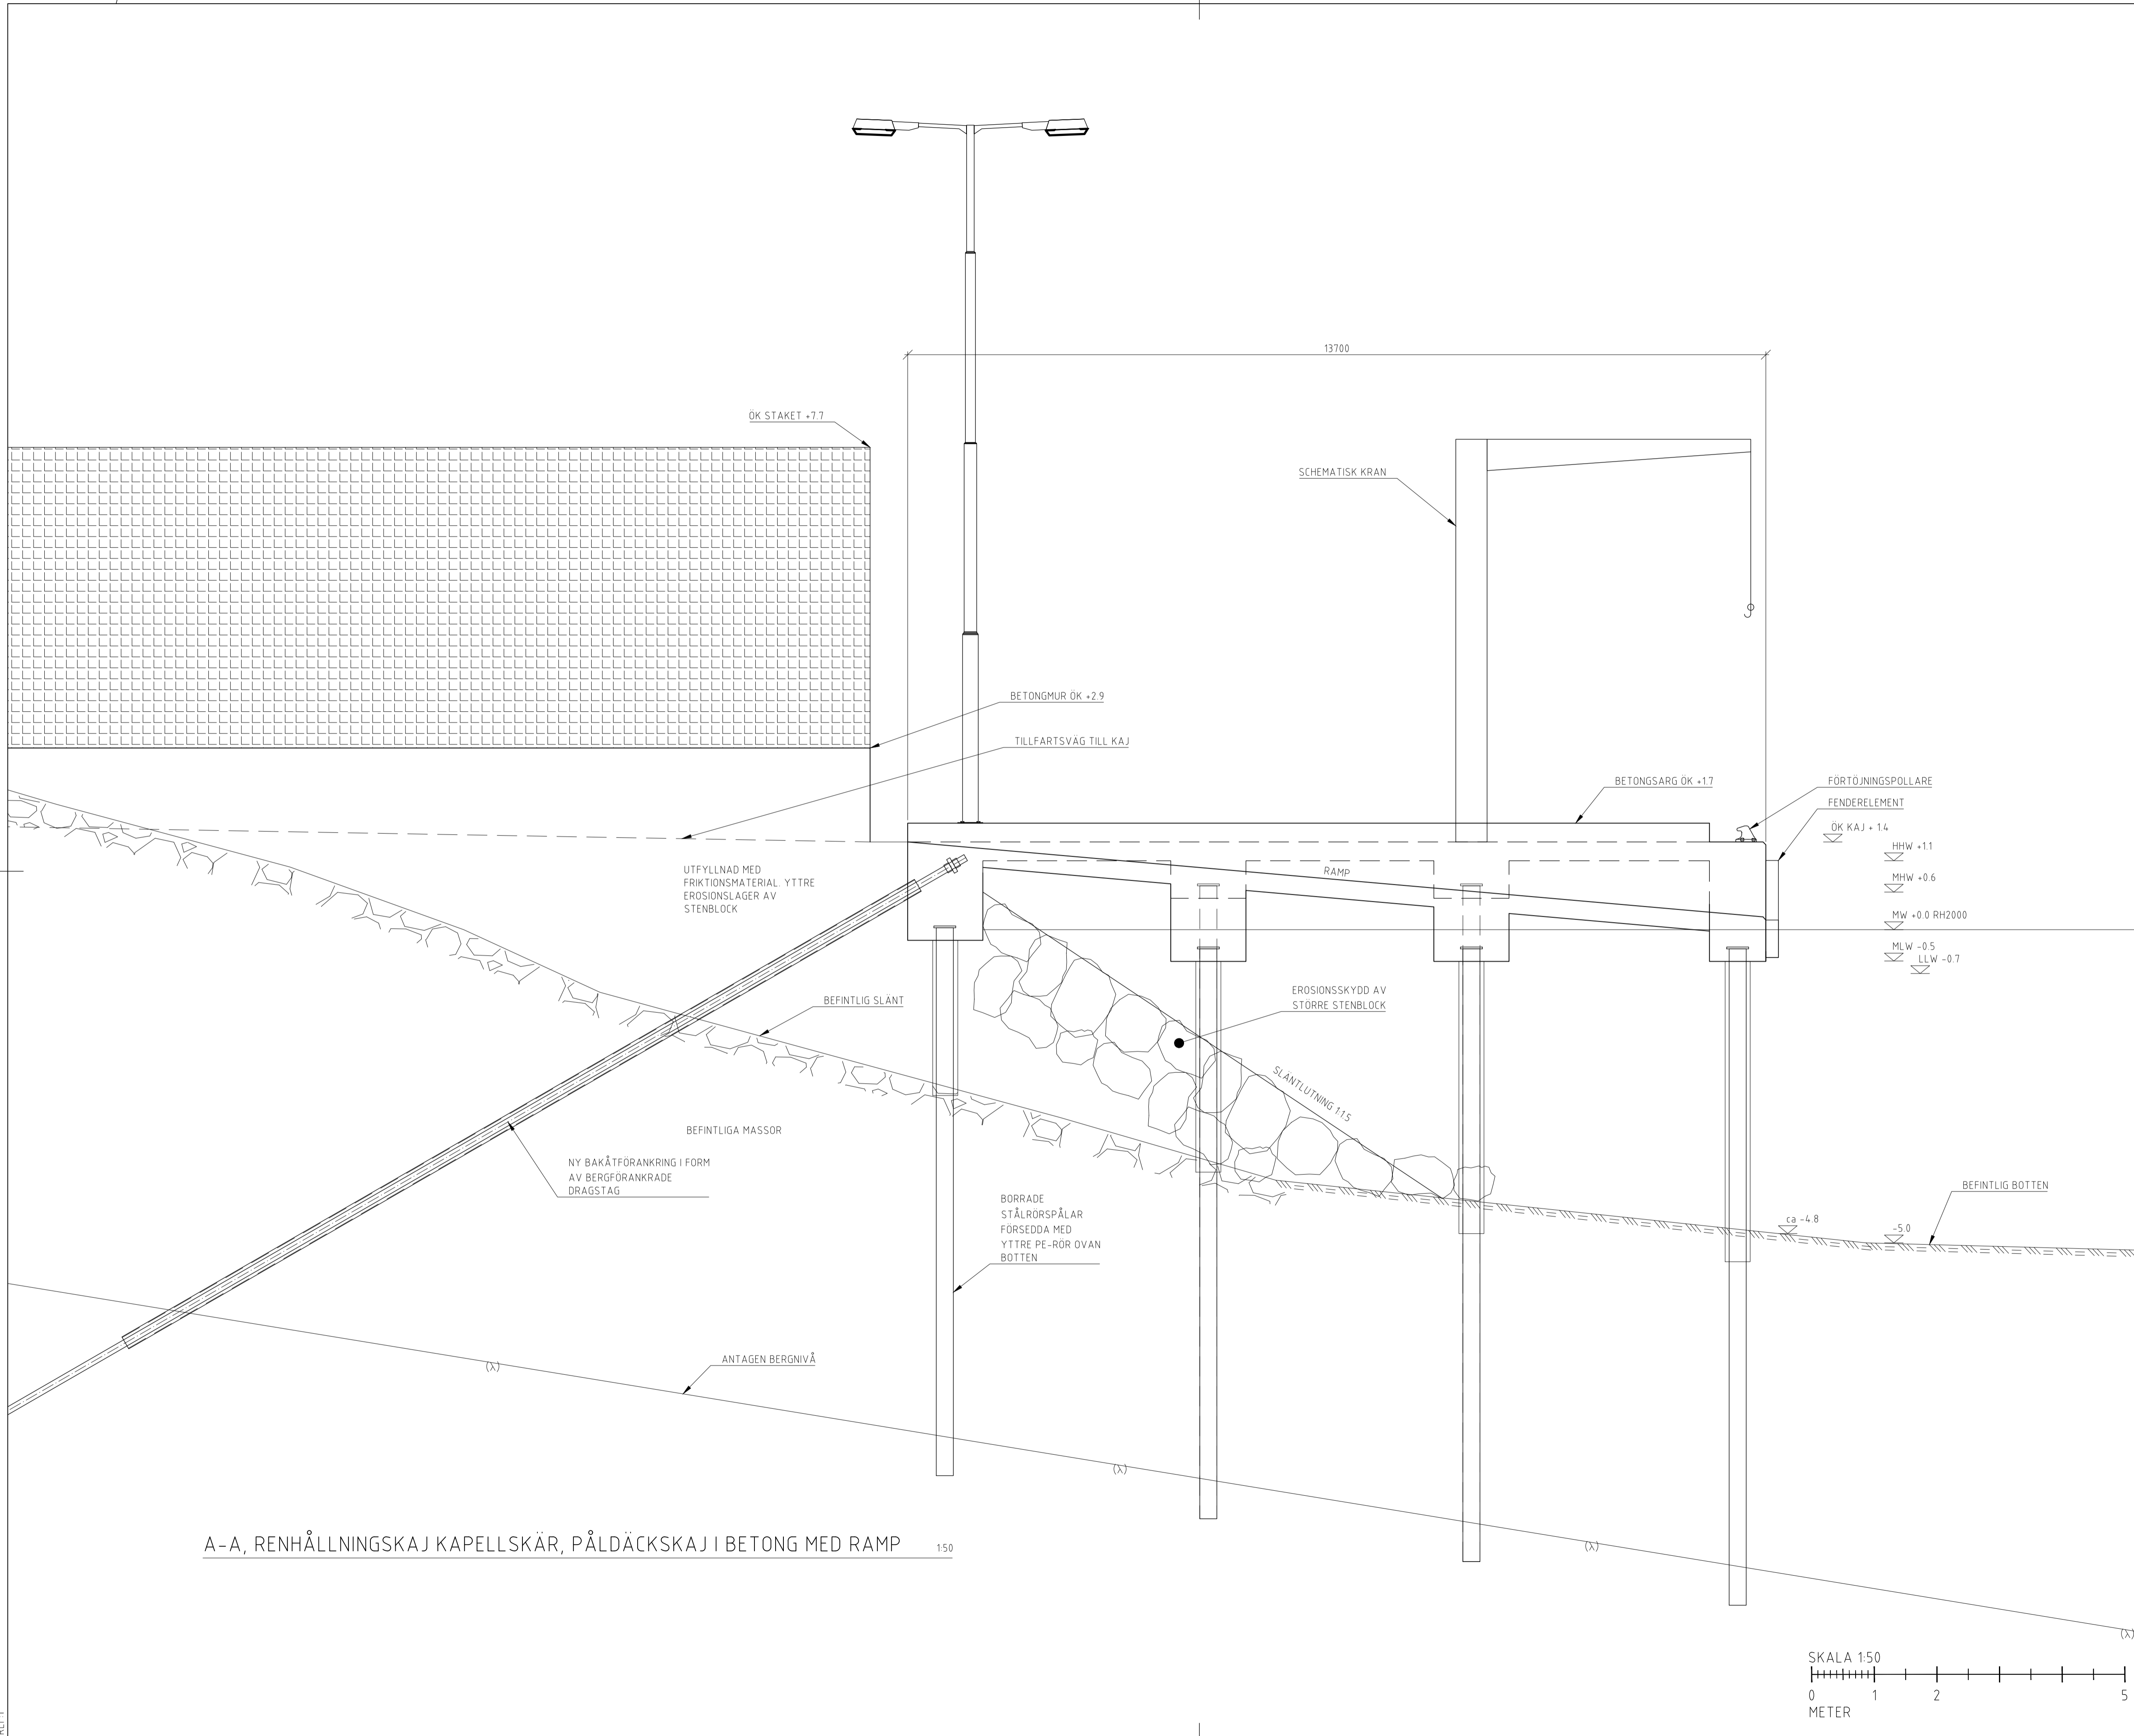 13700
ÖK STAKET +7.7
SCHEMATISK KRAN
BETONGMUR ÖK +2.9
TILLFARTSVÄG TILL KAJ
BETONGSARG ÖK +1.7
FÖRTÖJNINGSPOLLARE
FENDERELEMENT
ÖK KAJ + 1.4
HHW +1.1
MHW +0.6
MW +0.0 RH2000
MLW -0.5
LLW -0.7
UTFYLLNAD MED
FRIKTIONSMATERIAL. YTTRE
EROSIONSLAGER AV
STENBLOCK
RAMP
BEFINTLIG SLÄNT
EROSIONSSKYDD AV
STÖRRE STENBLOCK
SLÄNTLUTNING 1:1.5
BEFINTLIGA MASSOR
NY BAKÅTFÖRANKRING I FORM
AV BERGFÖRANKRADE
DRAGSTAG
BORRADE
STÅLRÖRSPÅLAR
FÖRSEDDA MED
YTTRE PE-RÖR OVAN
BOTTEN
BEFINTLIG BOTTEN
ca -4.8
-5.0
ANTAGEN BERGNIVÅ
(X)
(X)
(X)
(X)
A-A, RENHÅLLNINGSKAJ KAPELLSKÄR, PÅLDÄCKSKAJ I BETONG MED RAMP 1:50
SKALA 1:50
0 1 2 5
METER